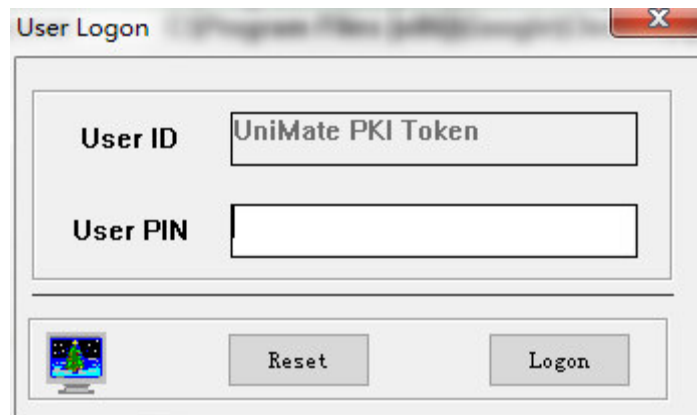 User Logon
User ID
UniMate PKI Token
User PIN
Reset
Logon